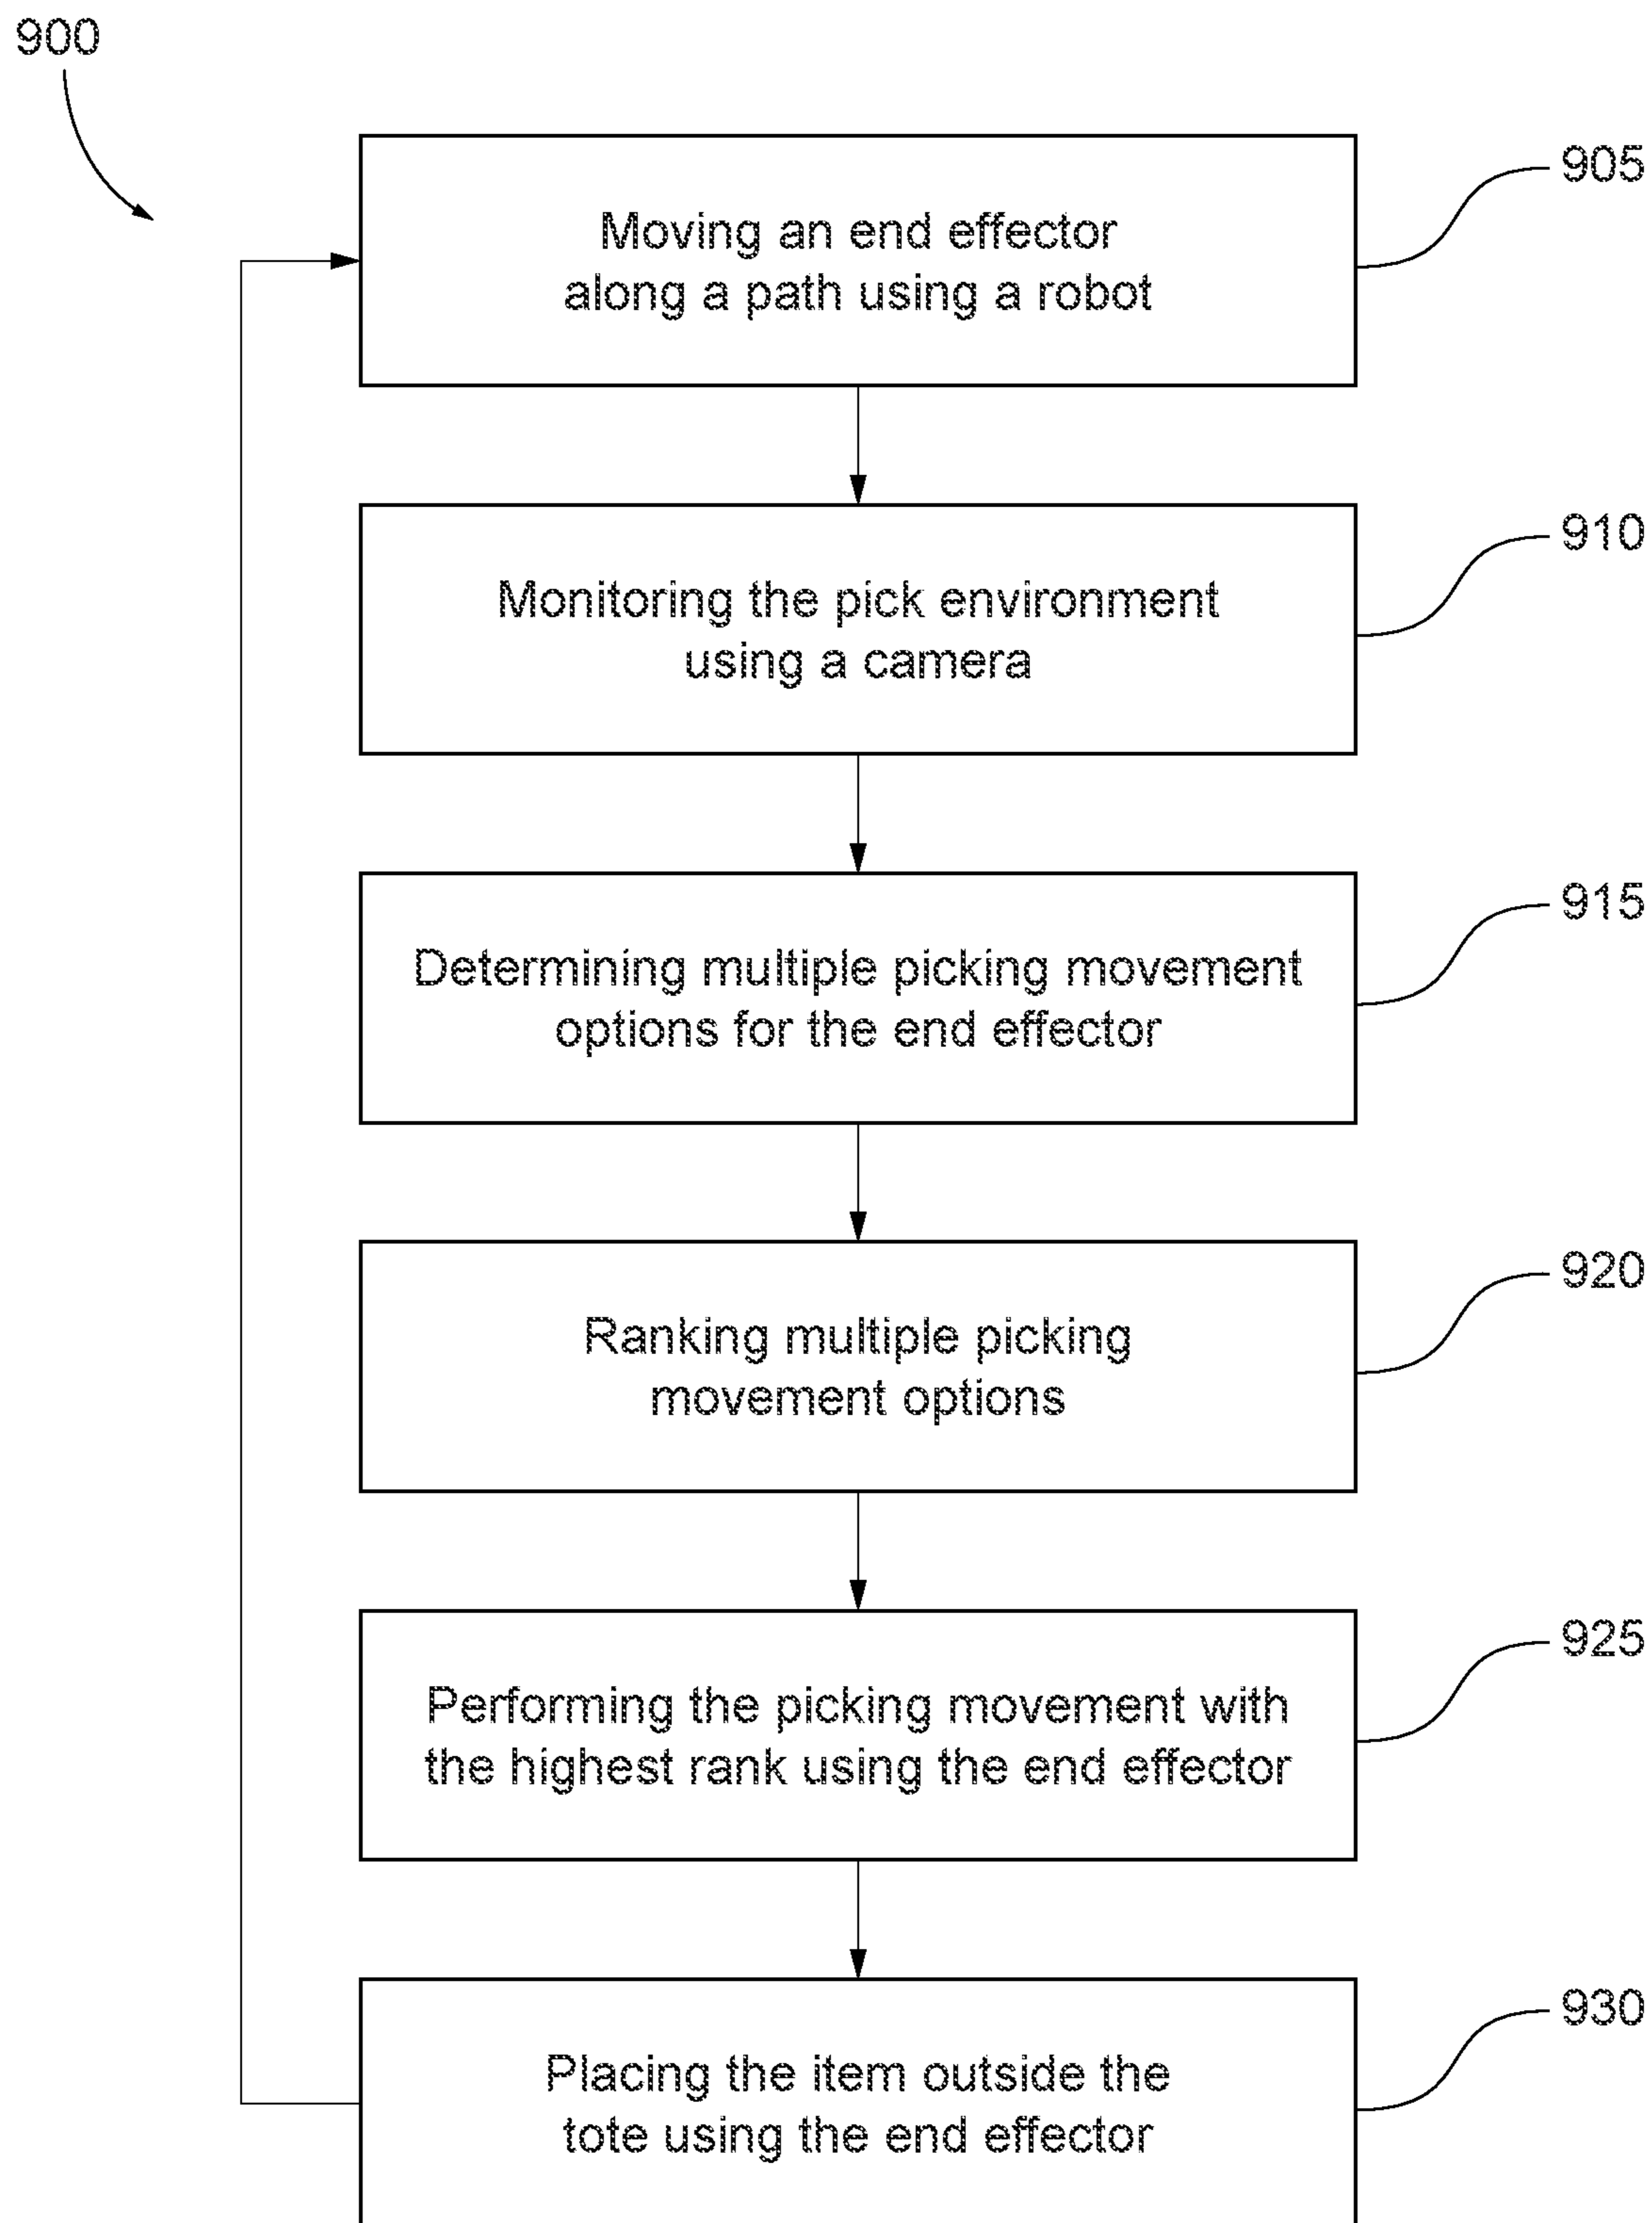 900
905
Moving an end effector
along a path using a robot
910
Monitoring the pick environment
using a camera
915
Determining multiple picking movement
options for the end effector
920
Ranking multiple picking
movement options
925
Performing the picking movement with
the highest rank using the end effector
930
Placing the item outside the
tote using the end effector